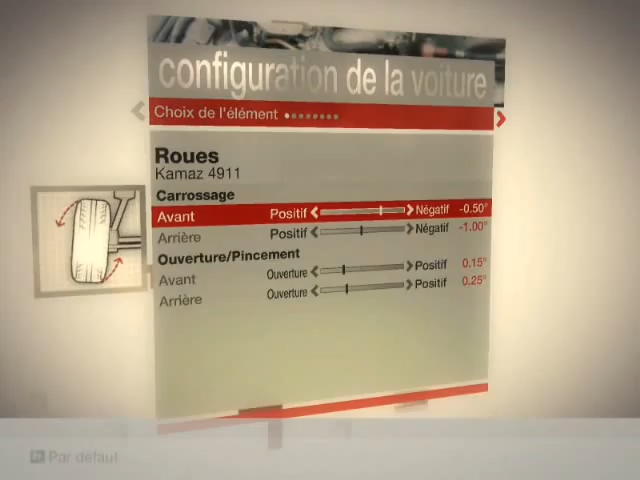 configuration de la voiture
Choix de l'élément
Roues
Kamaz 4911
Carrossage
Avant Positif Négatif -0.50°
Arrière Positif Négatif -1.00°
Ouverture/Pincement
Avant Ouverture Positif 0.15°
Arrière Ouverture Positif 0.25°
Par défaut